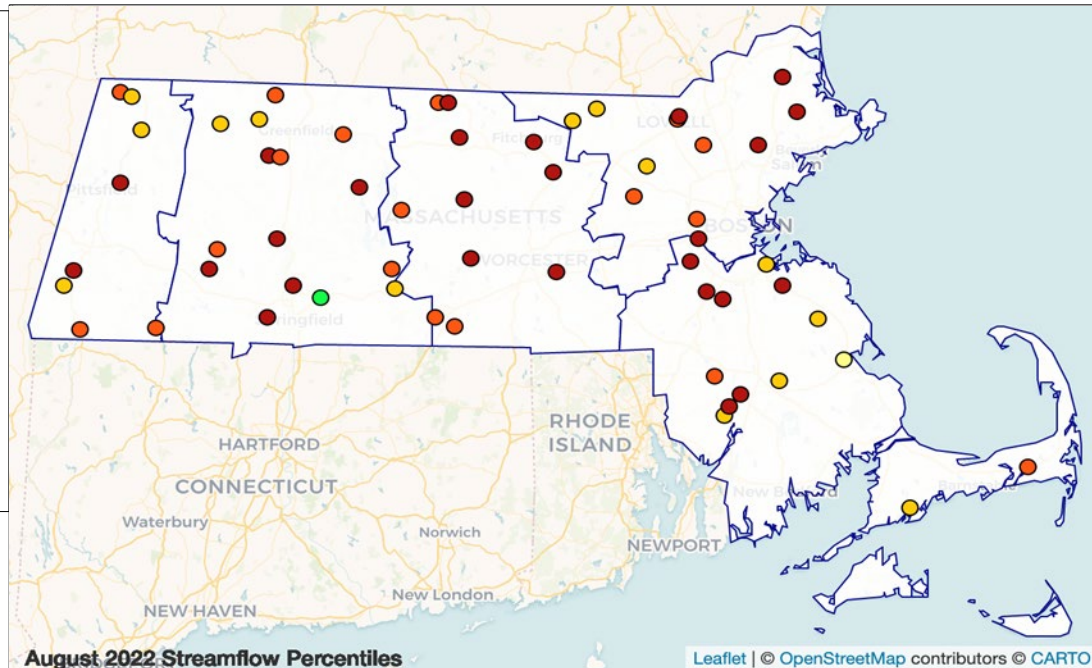 Greenfield
Fitchburg
LOWELL
Salem
Pittsfield
MASSACHUSETTS
BOSTON
WORCESTER
Springfield
RHODE
ISLAND
HARTFORD
CONNECTICUT
Waterbury
Norwich
New Bedford
Barnstable
NEWPORT
New London
NEW HAVEN
August 2022 Streamflow Percentiles
Leaflet | © OpenStreetMap contributors © CARTO